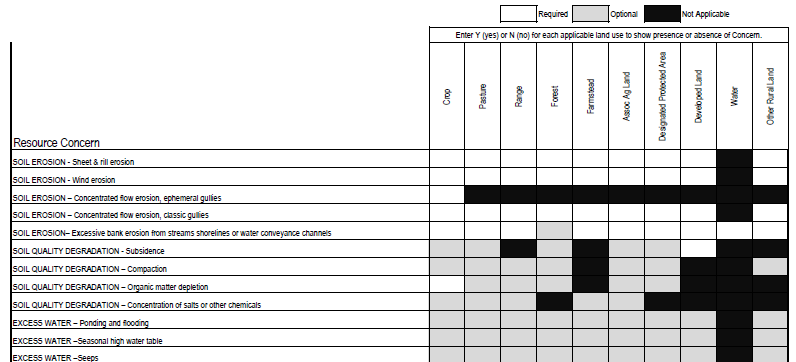 Required Optional Not Applicable
Enter Y (yes) or N (no) for each applicable land use to show presence or absence of Concern.
Resource Concern Crop Pasture Range Forest Farmstead Assoc Ag Land Designated Protected Area Developed Land Water Other Rural Land
SOIL EROSION - Sheet & rill erosion
SOIL EROSION - Wind erosion
SOIL EROSION – Concentrated flow erosion, ephemeral gullies
SOIL EROSION – Concentrated flow erosion, classic gullies
SOIL EROSION– Excessive bank erosion from streams shorelines or water conveyance channels
SOIL QUALITY DEGRADATION - Subsidence
SOIL QUALITY DEGRADATION – Compaction
SOIL QUALITY DEGRADATION – Organic matter depletion
SOIL QUALITY DEGRADATION – Concentration of salts or other chemicals
EXCESS WATER – Ponding and flooding
EXCESS WATER –Seasonal high water table
EXCESS WATER –Seeps